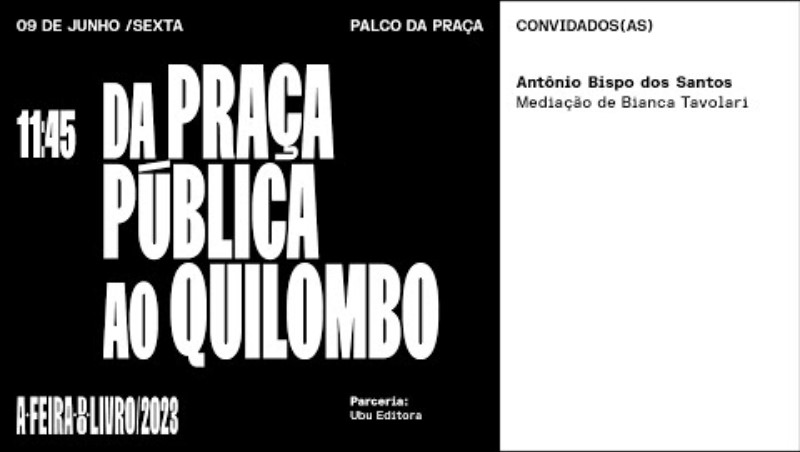 09 DE JUNHO /SEXTA
PALCO DA PRAÇA
11:45
DA PRAÇA
PÚBLICA
AO QUILOMBO
A·FEIRA·DO·LIVRO/2023
Parceria:
Ubu Editora
CONVIDADOS(AS)
Antônio Bispo dos Santos
Mediação de Bianca Tavolari